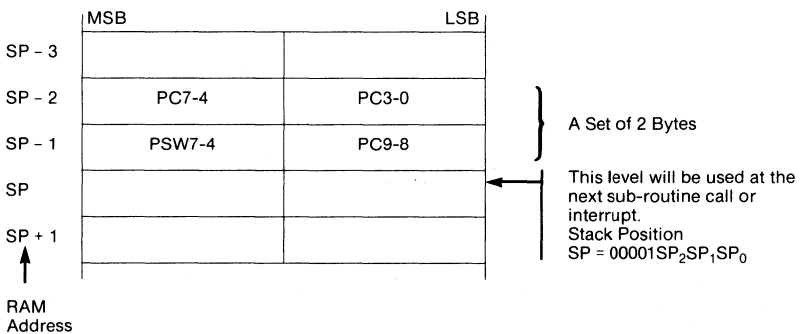 MSB LSB
SP – 3
SP – 2 PC7-4 PC3-0
SP – 1 PSW7-4 PC9-8
A Set of 2 Bytes
SP
This level will be used at the
next sub-routine call or
interrupt.
Stack Position
SP = 00001SP₂SP₁SP₀
SP + 1
RAM
Address